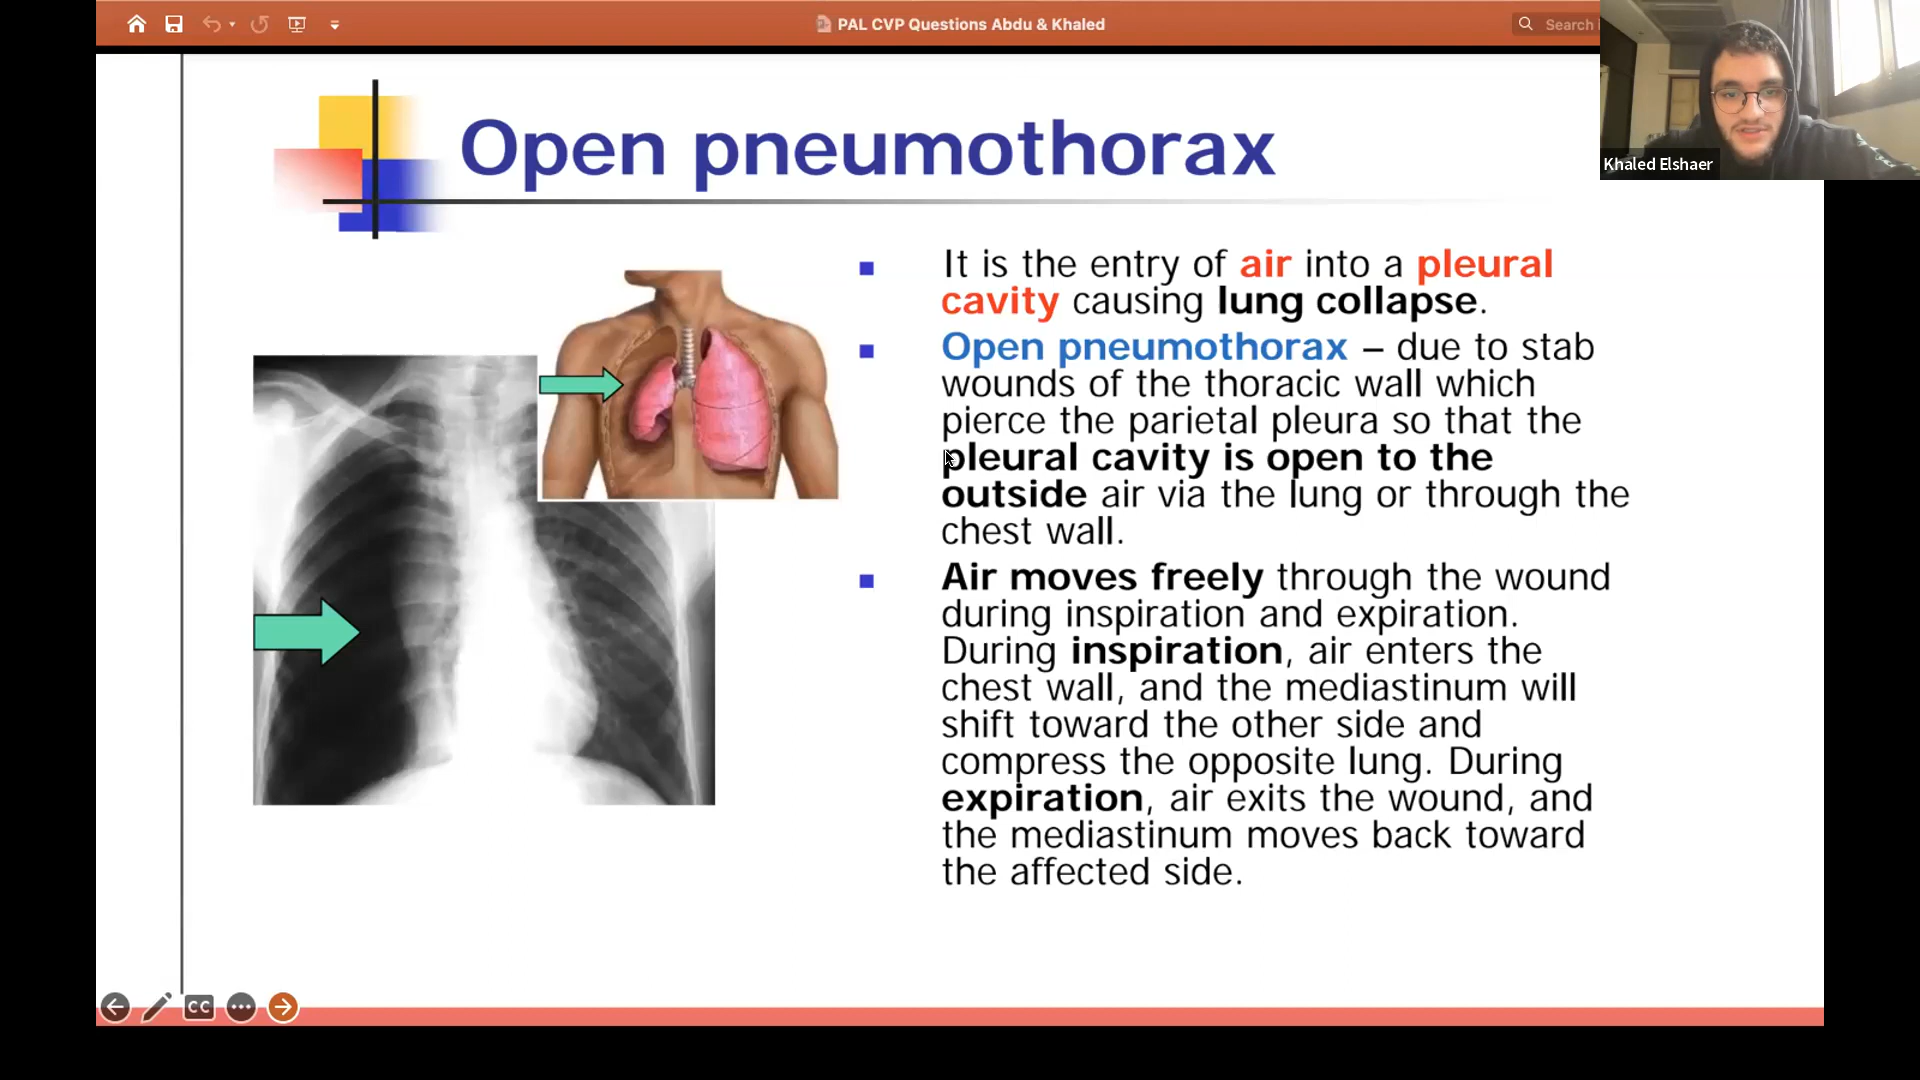 PAL CVP Questions Abdu & Khaled
Search
Khaled Elshaer
Open pneumothorax
It is the entry of air into a pleural
cavity causing lung collapse.
Open pneumothorax – due to stab
wounds of the thoracic wall which
pierce the parietal pleura so that the
pleural cavity is open to the
outside air via the lung or through the
chest wall.
Air moves freely through the wound
during inspiration and expiration.
During inspiration, air enters the
chest wall, and the mediastinum will
shift toward the other side and
compress the opposite lung. During
expiration, air exits the wound, and
the mediastinum moves back toward
the affected side.
CC